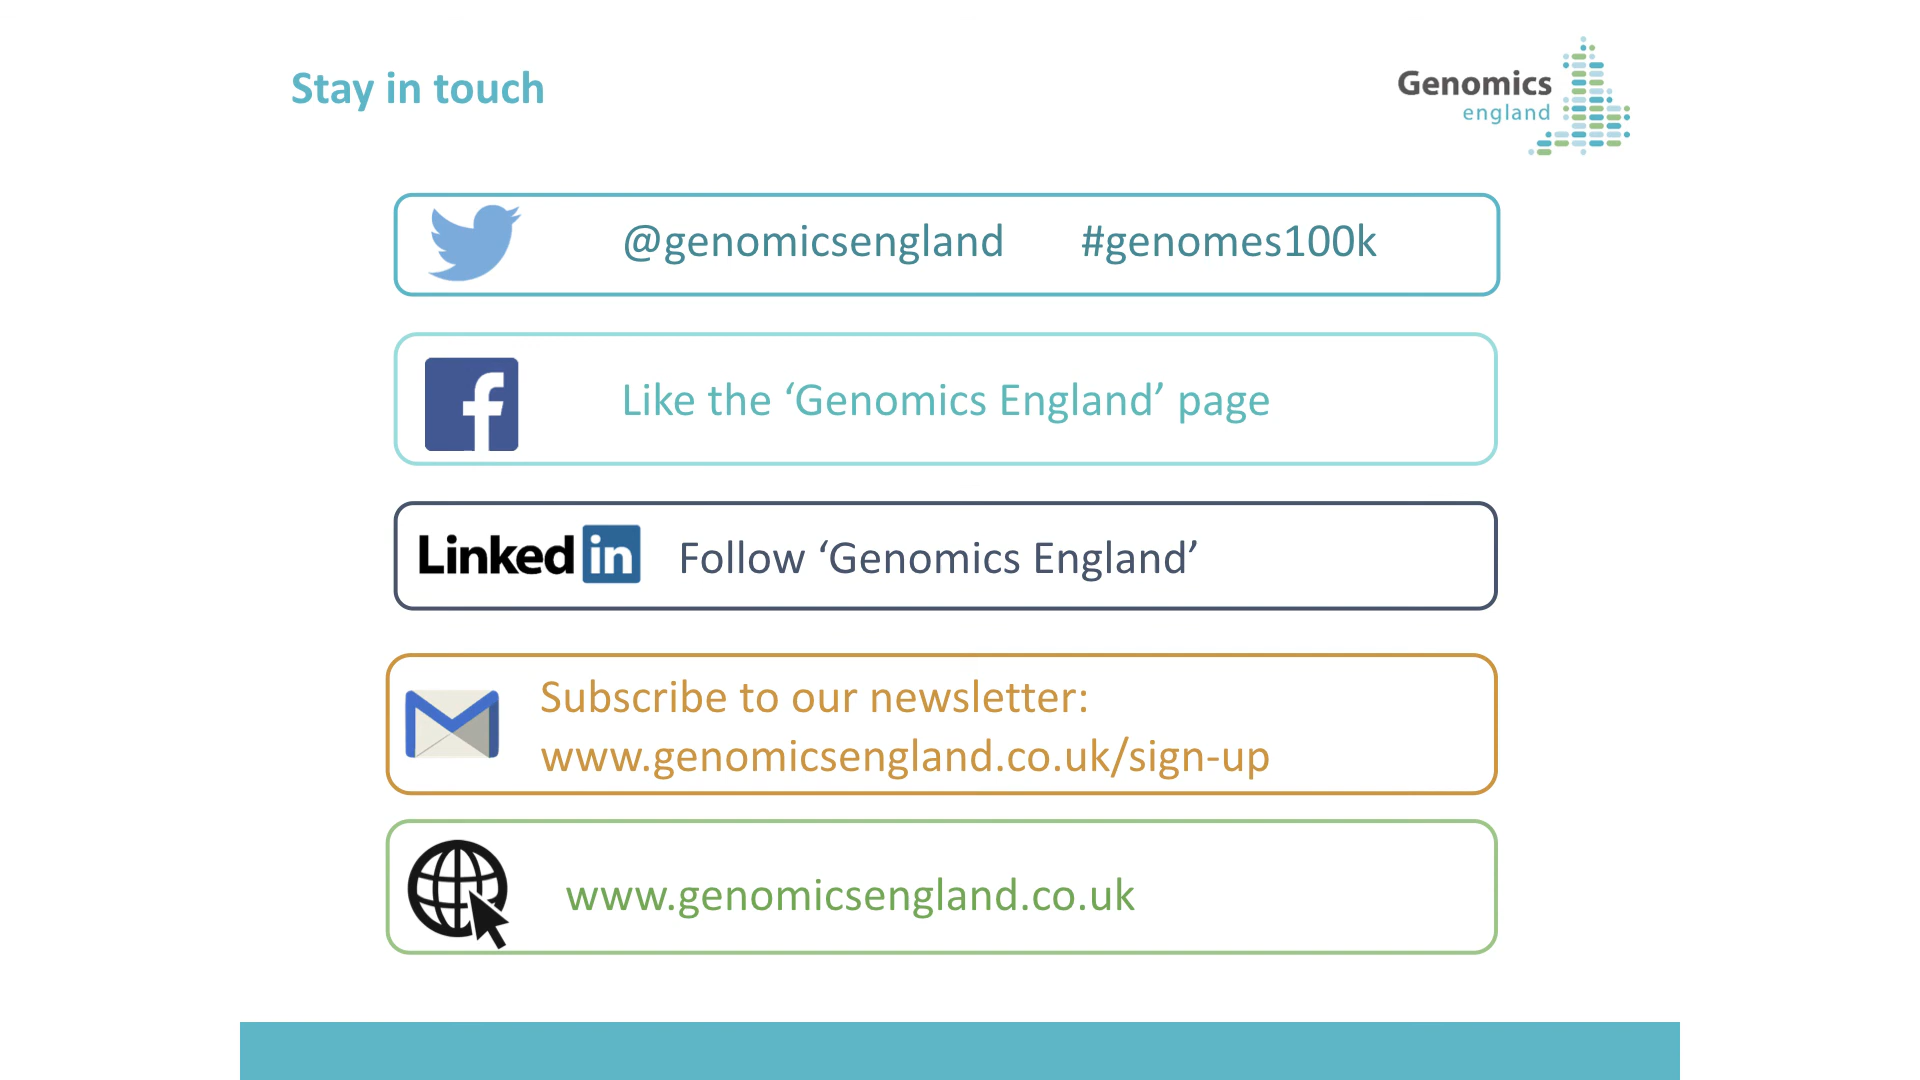 Stay in touch
Genomics
england
@genomicsengland #genomes100k
f
Like the ‘Genomics England’ page
Linked in
Follow ‘Genomics England’
Subscribe to our newsletter:
www.genomicsengland.co.uk/sign-up
www.genomicsengland.co.uk